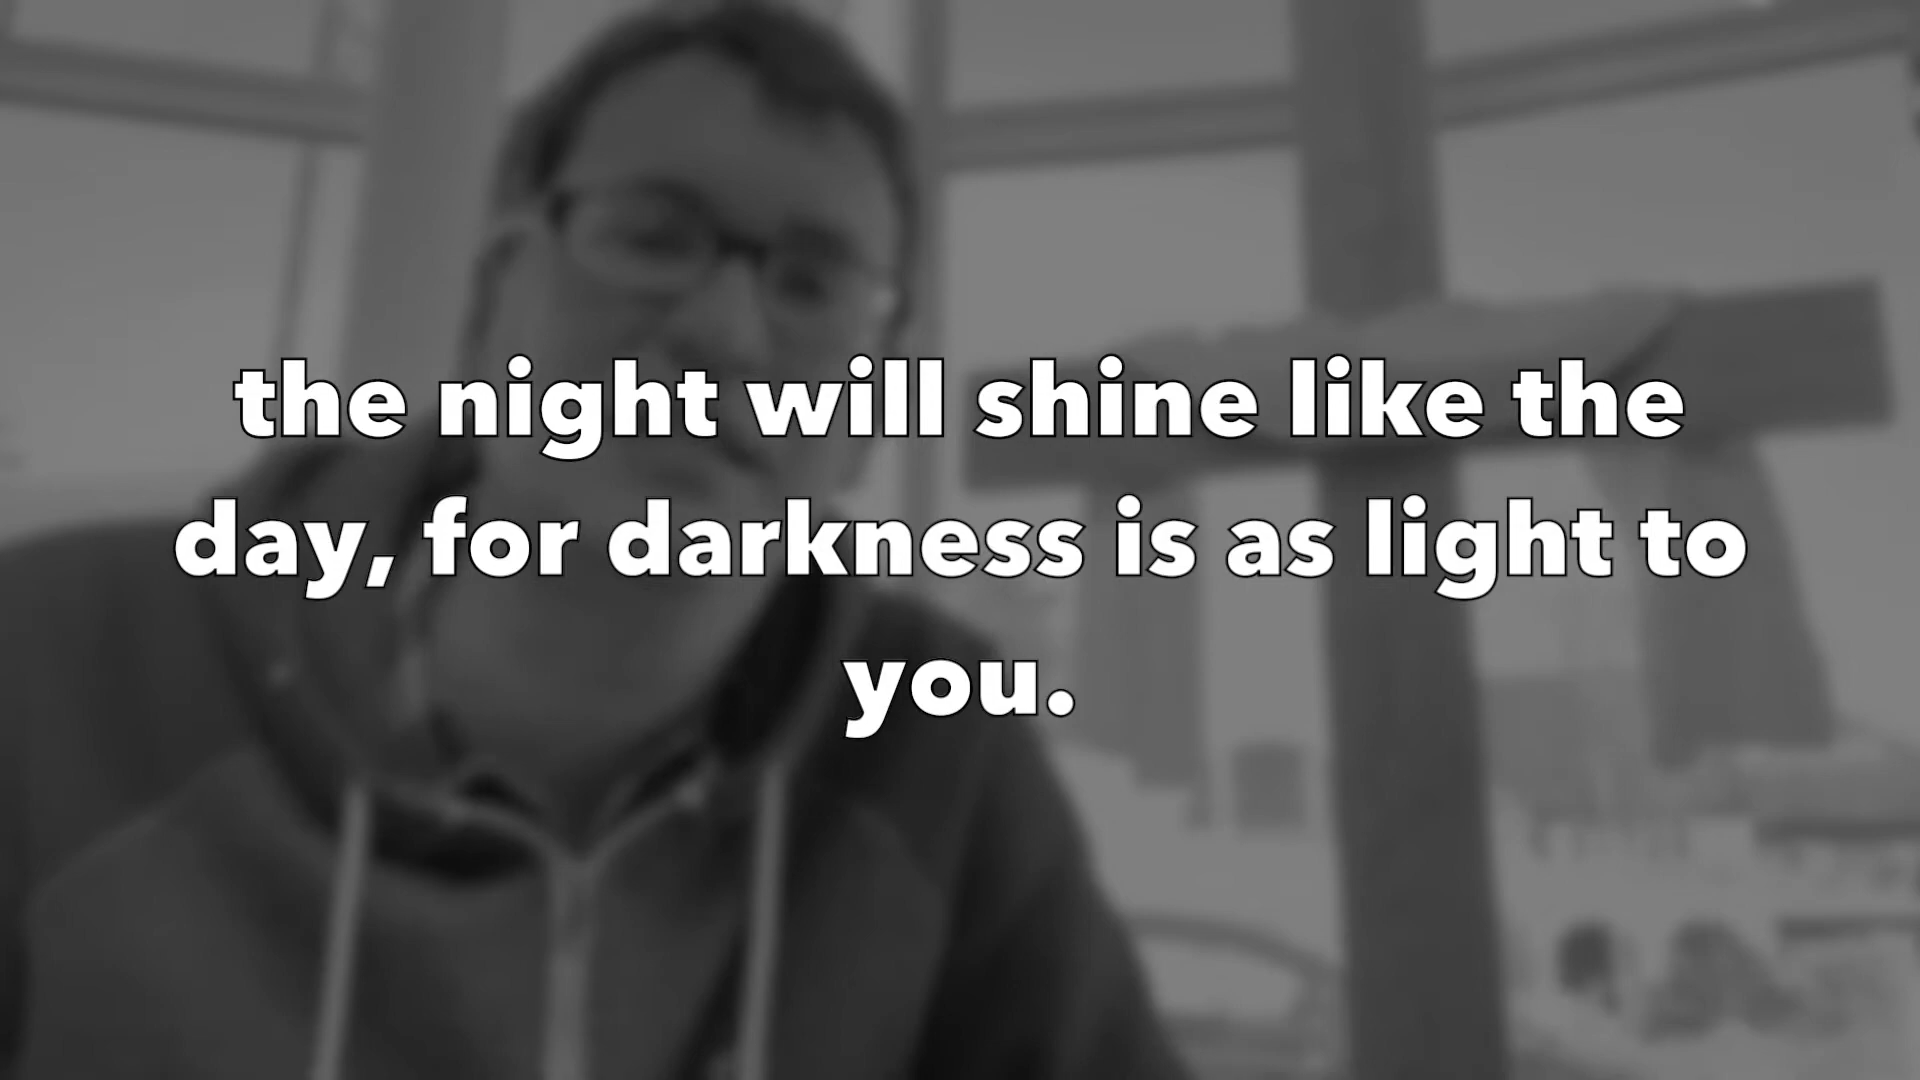 the night will shine like the
day, for darkness is as light to
you.